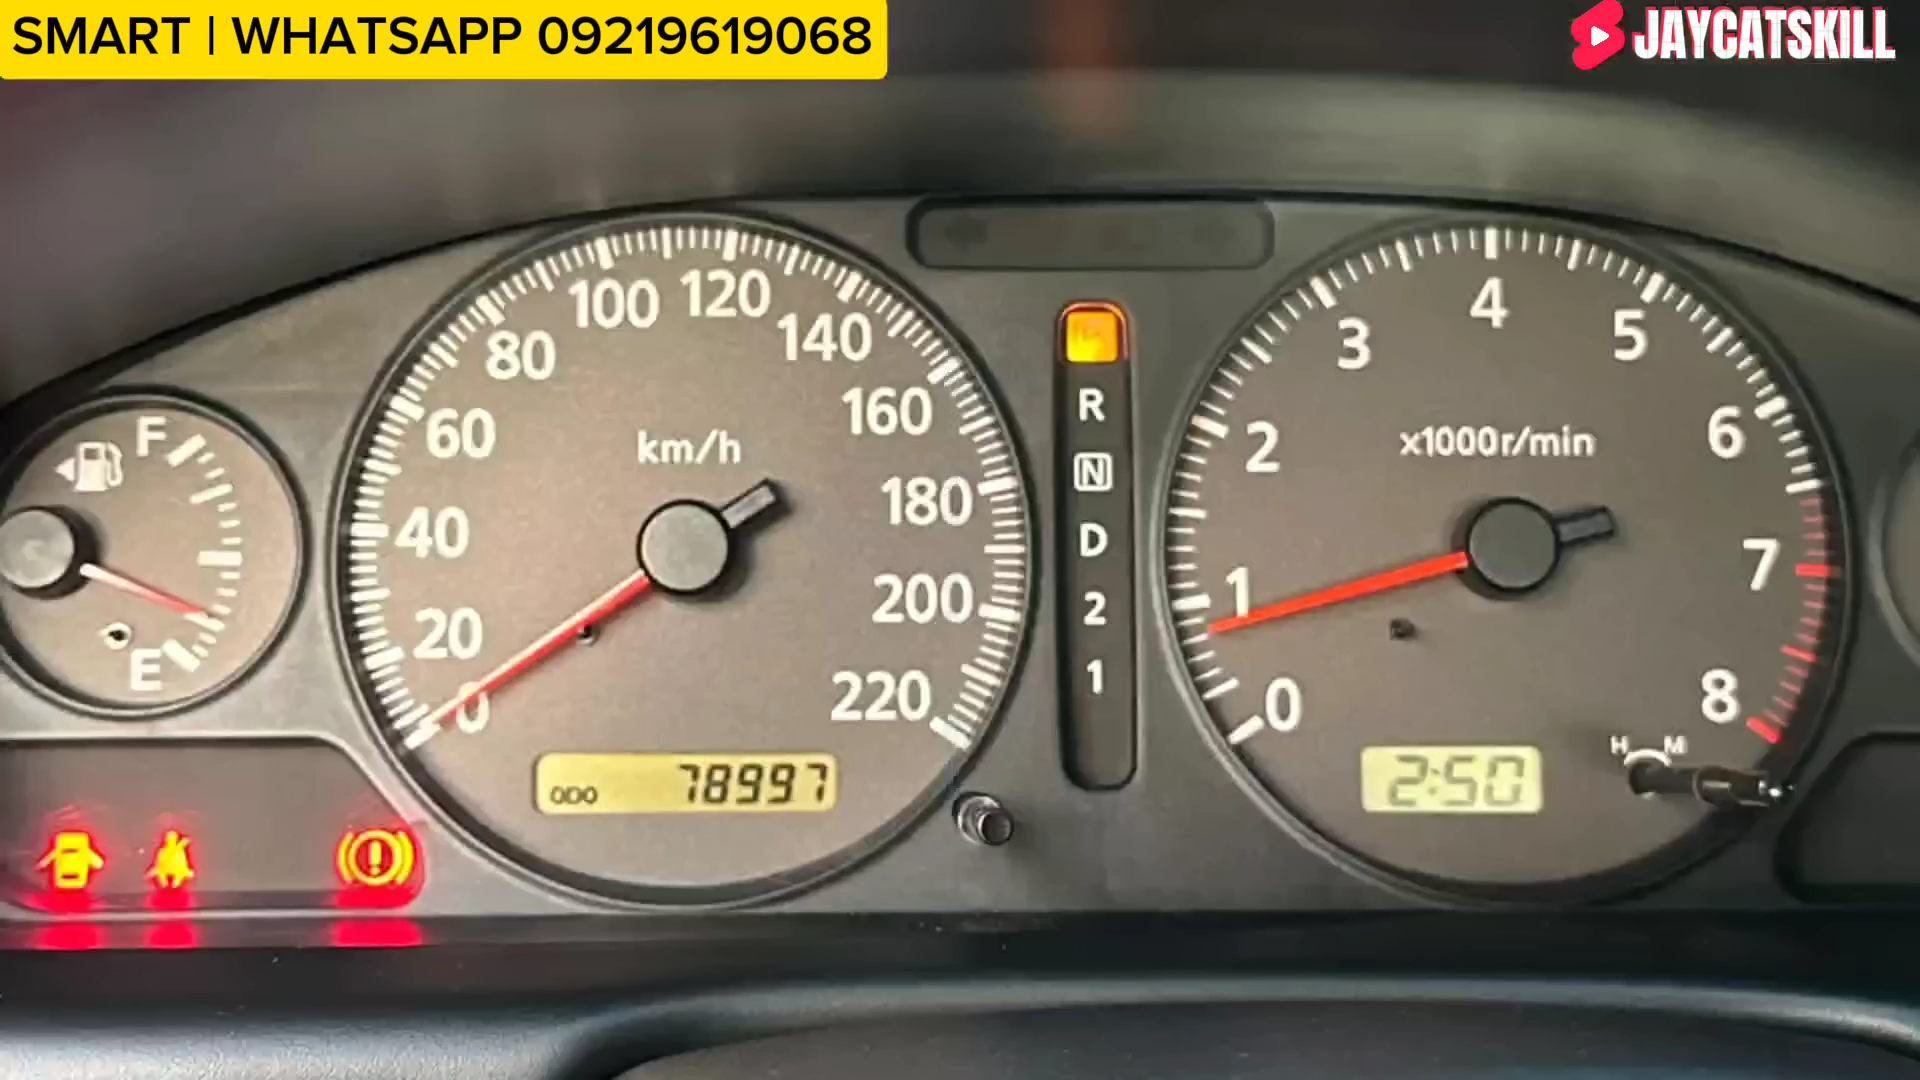 SMART | WHATSAPP 09219619068
JAYCATSKILL
F
E
0 20 40 60 80 100 120 140 160 180 200 220
km/h
ODO 78997
R
N
D
2
1
0 1 2 3 4 5 6 7 8
x1000r/min
2:50
H M